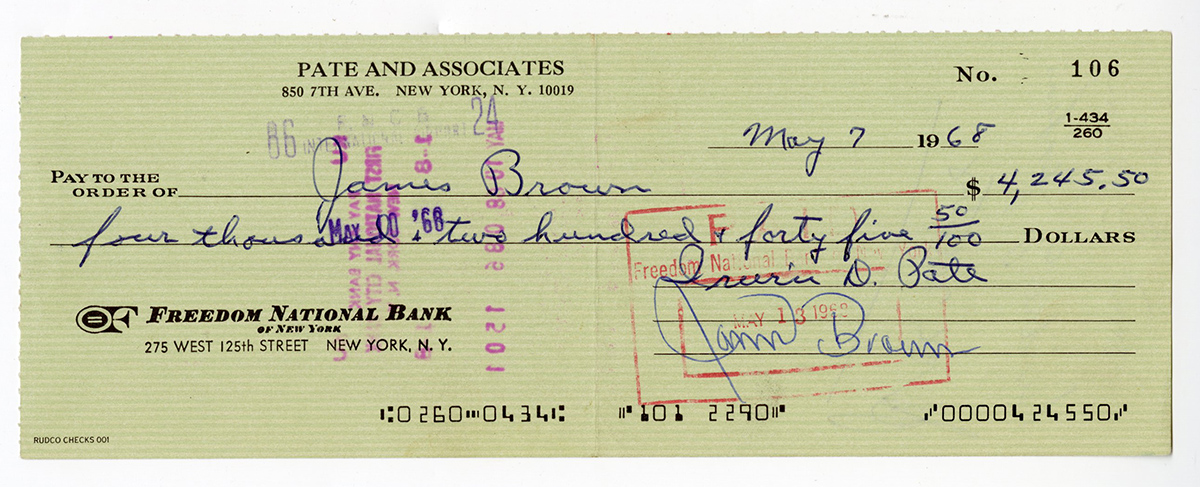 PATE AND ASSOCIATES
850 7TH AVE. NEW YORK, N. Y. 10019
No. 106
1-434
260
May 7 1968
PAY TO THE
ORDER OF James Brown $ 4,245.50
four thousand two hundred & forty five 50/100 DOLLARS
MAY 10 '68
Freedom National
Irwin D. Pate
MAY 13 1968
James Brown
FREEDOM NATIONAL BANK
OF NEW YORK
275 WEST 125th STREET NEW YORK, N. Y.
0260 0434 101 2290 0000424550
RUDCO CHECKS 001